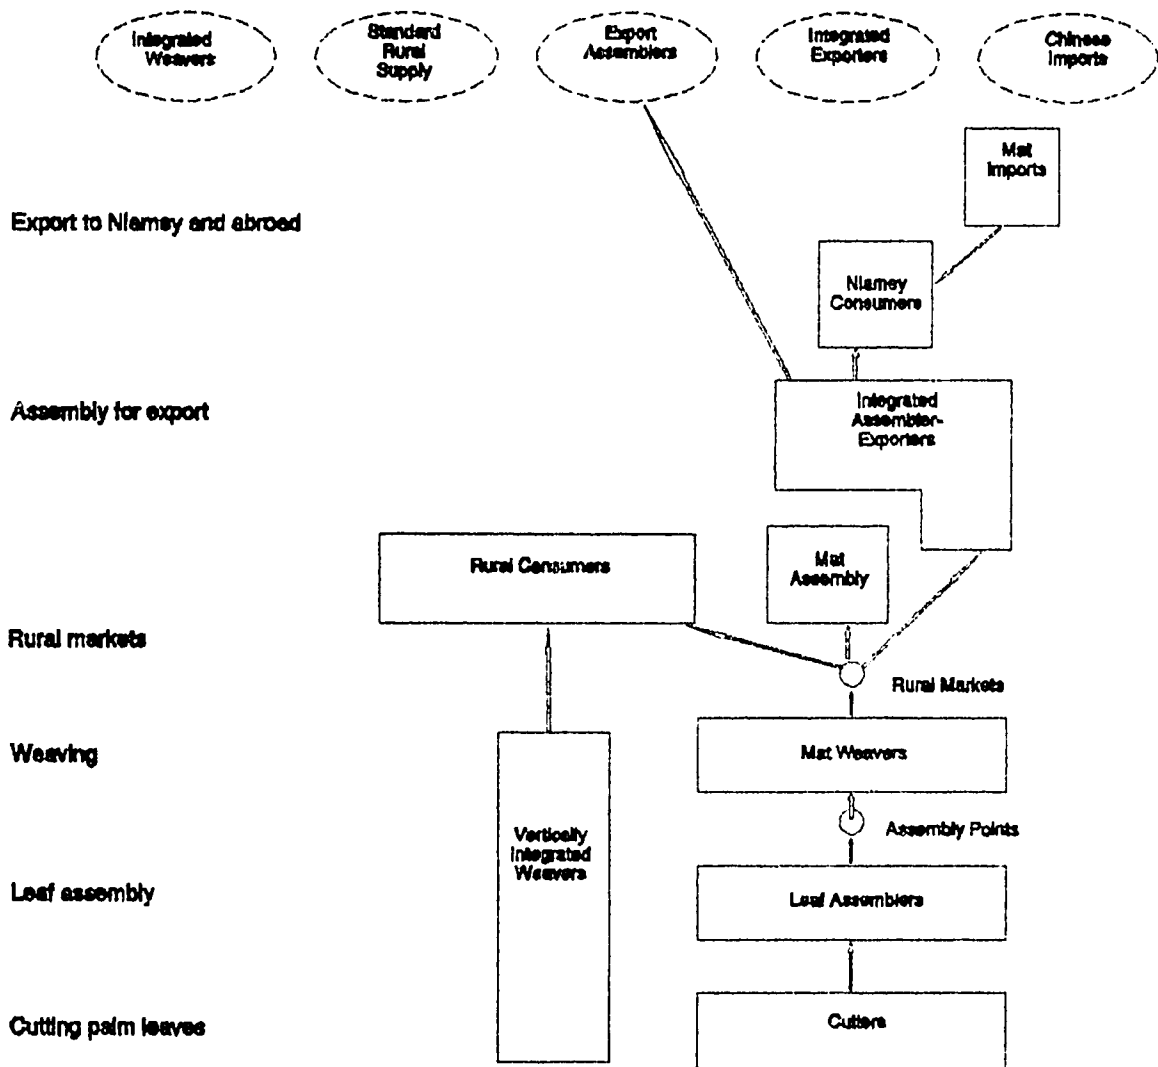 Integrated
Weavers
Standard
Rural
Supply
Export
Assemblers
Integrated
Exporters
Chinese
Imports
Mat
Imports
Export to Niamey and abroad
Niamey
Consumers
Assembly for export
Integrated
Assembler-
Exporters
Rural Consumers
Mat
Assembly
Rural markets
Rural Markets
Weaving
Mat Weavers
Assembly Points
Vertically
Integrated
Weavers
Leaf assembly
Leaf Assemblers
Cutting palm leaves
Cutters